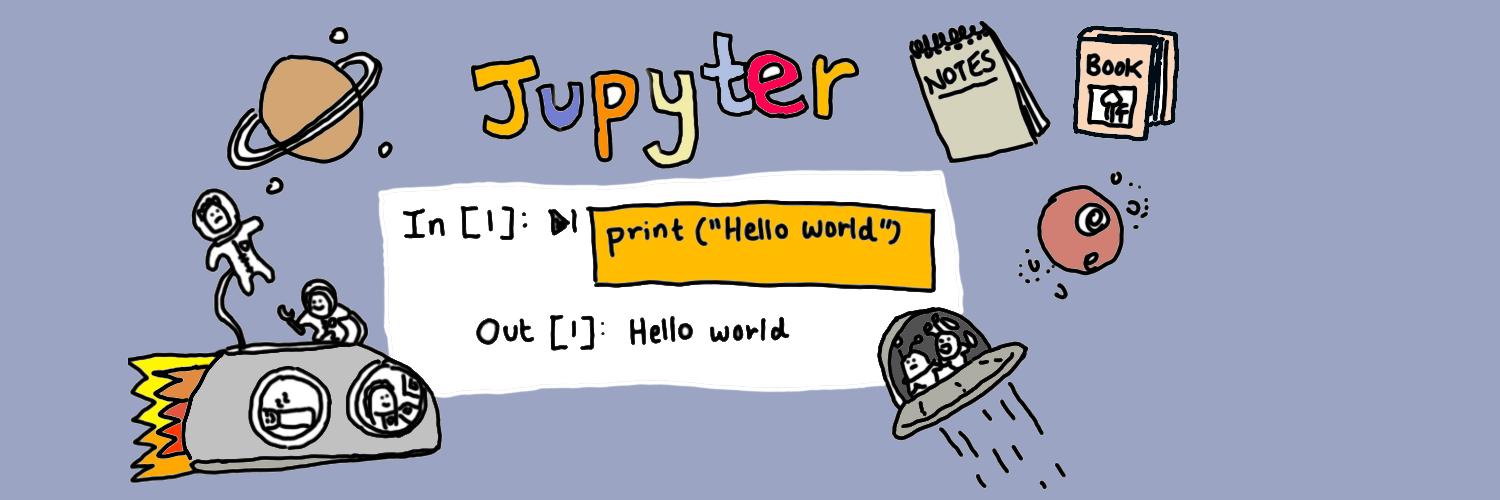 Jupyter
NOTES
BOOK
In [1]:
print ("Hello world")
Out [1]: Hello world